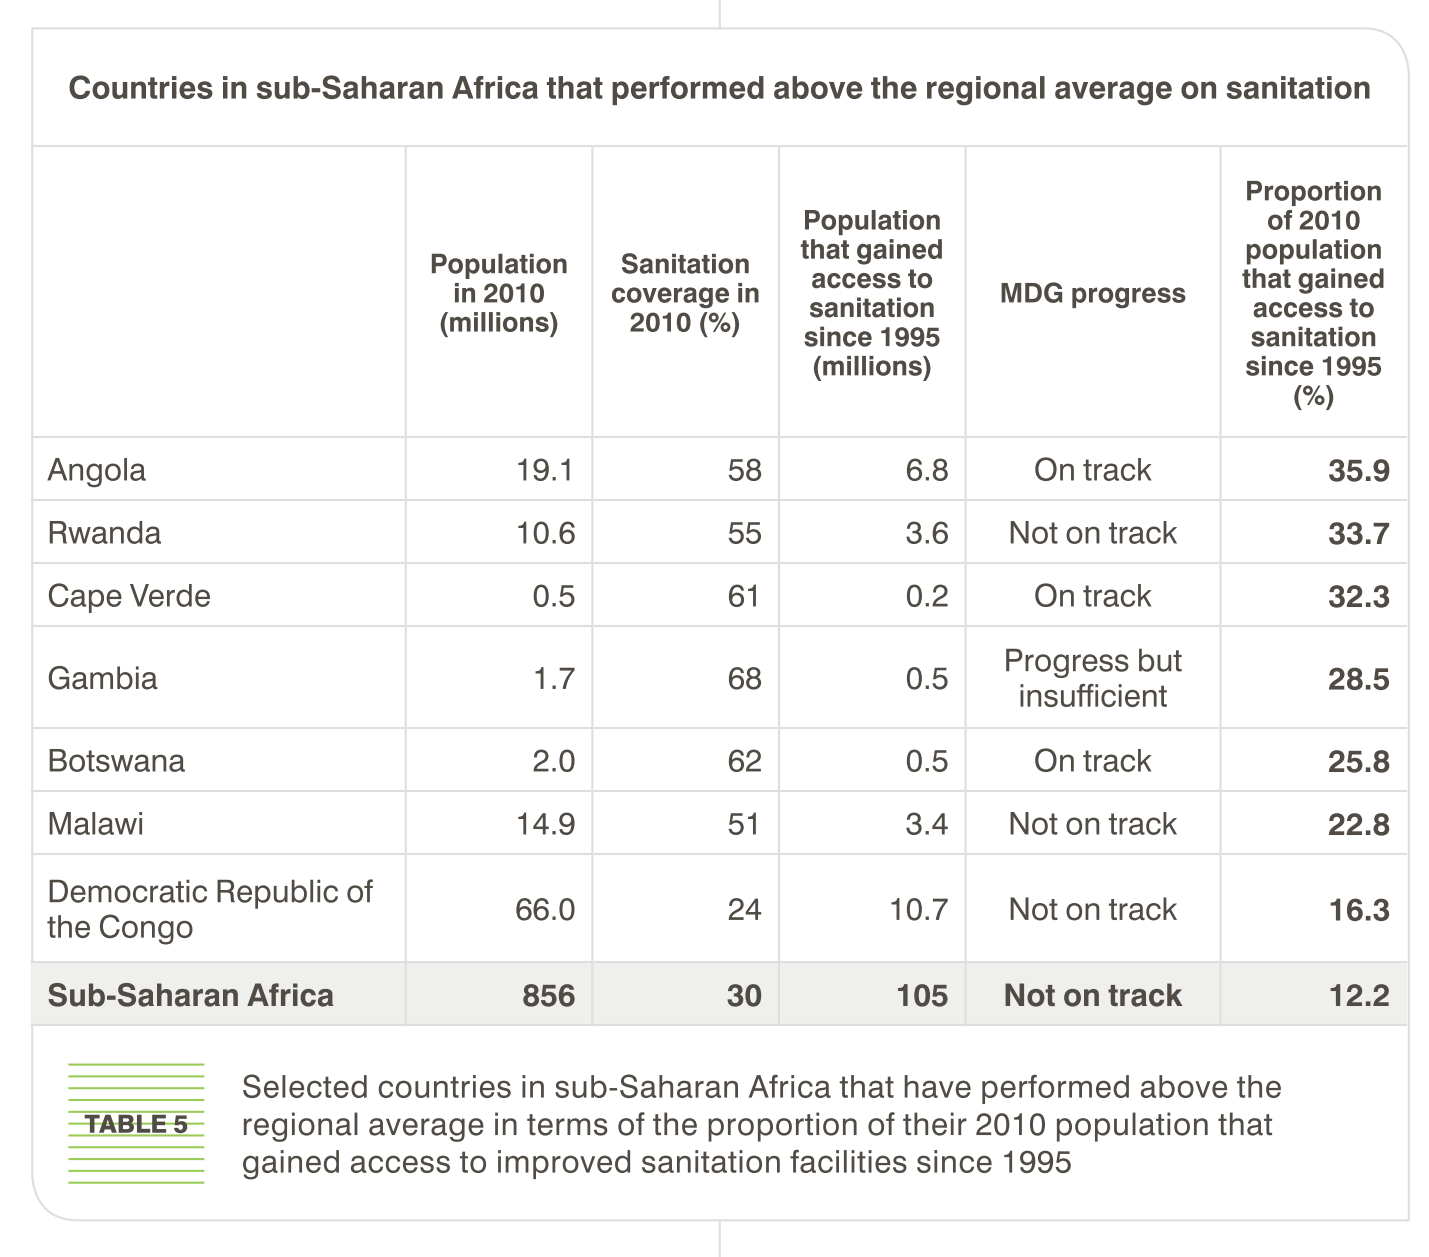 Countries in sub-Saharan Africa that performed above the regional average on sanitation
Population
in 2010
(millions)
Sanitation
coverage in
2010 (%)
Population
that gained
access to
sanitation
since 1995
(millions)
MDG progress
Proportion
of 2010
population
that gained
access to
sanitation
since 1995
(%)
Angola 19.1 58 6.8 On track 35.9
Rwanda 10.6 55 3.6 Not on track 33.7
Cape Verde 0.5 61 0.2 On track 32.3
Gambia 1.7 68 0.5 Progress but
insufficient 28.5
Botswana 2.0 62 0.5 On track 25.8
Malawi 14.9 51 3.4 Not on track 22.8
Democratic Republic of
the Congo 66.0 24 10.7 Not on track 16.3
Sub-Saharan Africa 856 30 105 Not on track 12.2
TABLE 5
Selected countries in sub-Saharan Africa that have performed above the
regional average in terms of the proportion of their 2010 population that
gained access to improved sanitation facilities since 1995